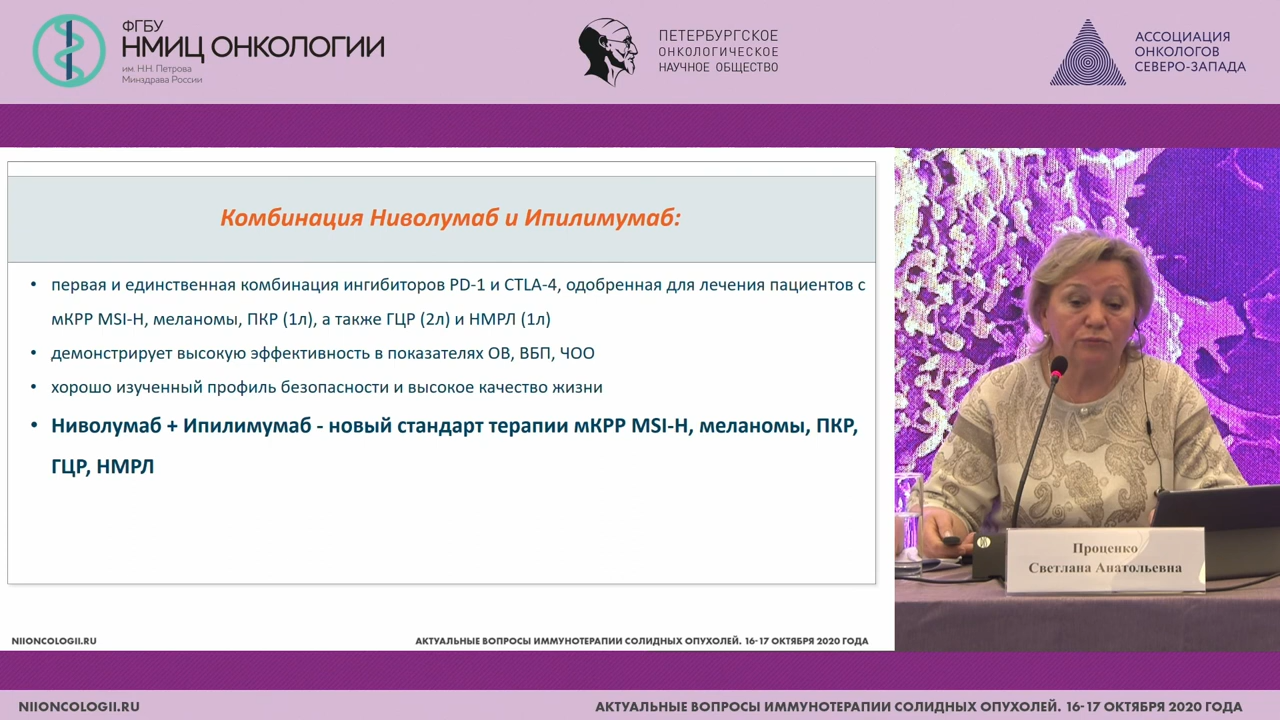 ФГБУ
НМИЦ ОНКОЛОГИИ
им. Н.Н. Петрова
Минздрава России
ПЕТЕРБУРГСКОЕ
ОНКОЛОГИЧЕСКОЕ
НАУЧНОЕ ОБЩЕСТВО
АССОЦИАЦИЯ
ОНКОЛОГОВ
СЕВЕРО-ЗАПАДА
Комбинация Ниволумаб и Ипилимумаб:
• первая и единственная комбинация ингибиторов PD-1 и CTLA-4, одобренная для лечения пациентов с
мКРР MSI-H, меланомы, ПКР (1л), а также ГЦР (2л) и НМРЛ (1л)
• демонстрирует высокую эффективность в показателях ОВ, ВБП, ЧОО
• хорошо изученный профиль безопасности и высокое качество жизни
• Ниволумаб + Ипилимумаб - новый стандарт терапии мКРР MSI-H, меланомы, ПКР,
ГЦР, НМРЛ
Проценко
Светлана Анатольевна
NIIONCOLOGII.RU
АКТУАЛЬНЫЕ ВОПРОСЫ ИММУНОТЕРАПИИ СОЛИДНЫХ ОПУХОЛЕЙ. 16-17 ОКТЯБРЯ 2020 ГОДА
NIIONCOLOGII.RU
АКТУАЛЬНЫЕ ВОПРОСЫ ИММУНОТЕРАПИИ СОЛИДНЫХ ОПУХОЛЕЙ. 16-17 ОКТЯБРЯ 2020 ГОДА